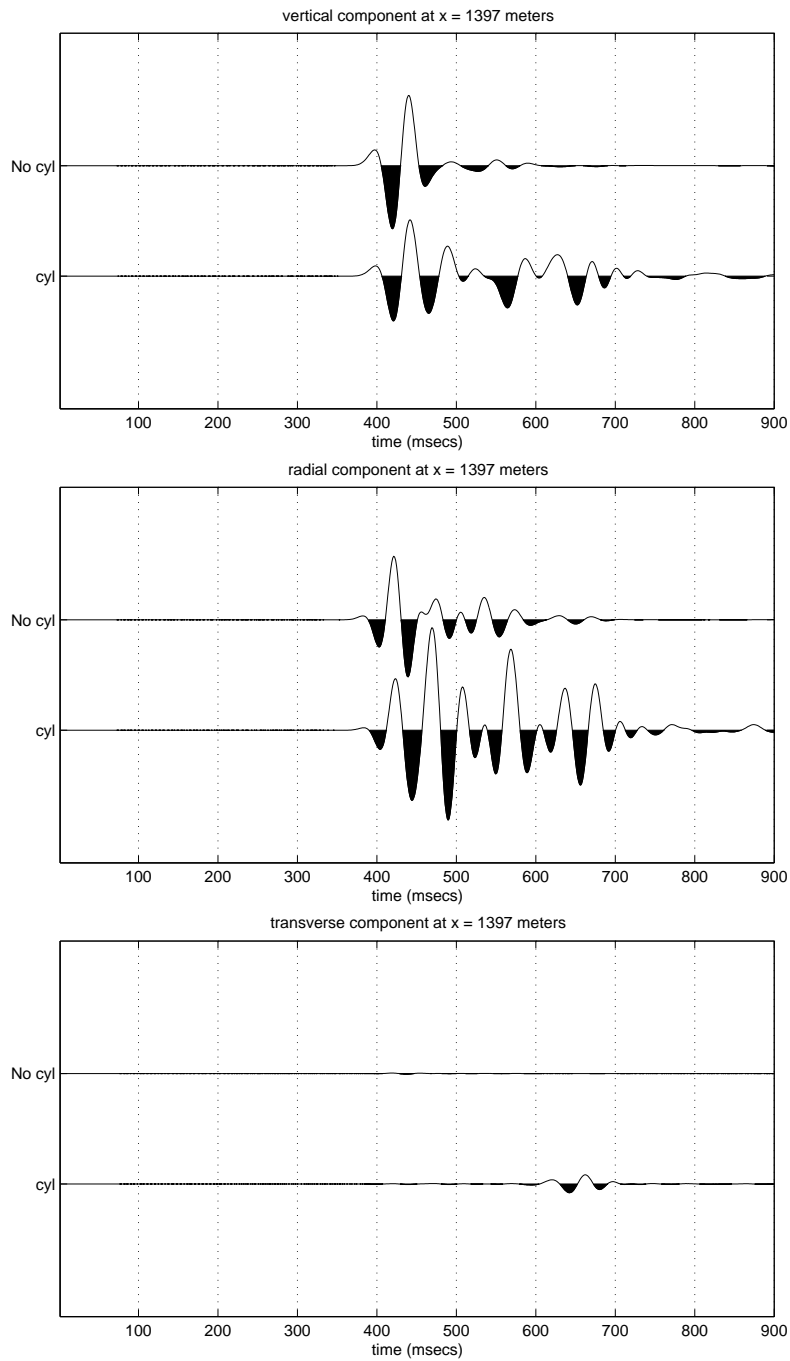 vertical component at x = 1397 meters
No cyl
cyl
100 200 300 400 500 600 700 800 900
time (msecs)
radial component at x = 1397 meters
No cyl
cyl
100 200 300 400 500 600 700 800 900
time (msecs)
transverse component at x = 1397 meters
No cyl
cyl
100 200 300 400 500 600 700 800 900
time (msecs)